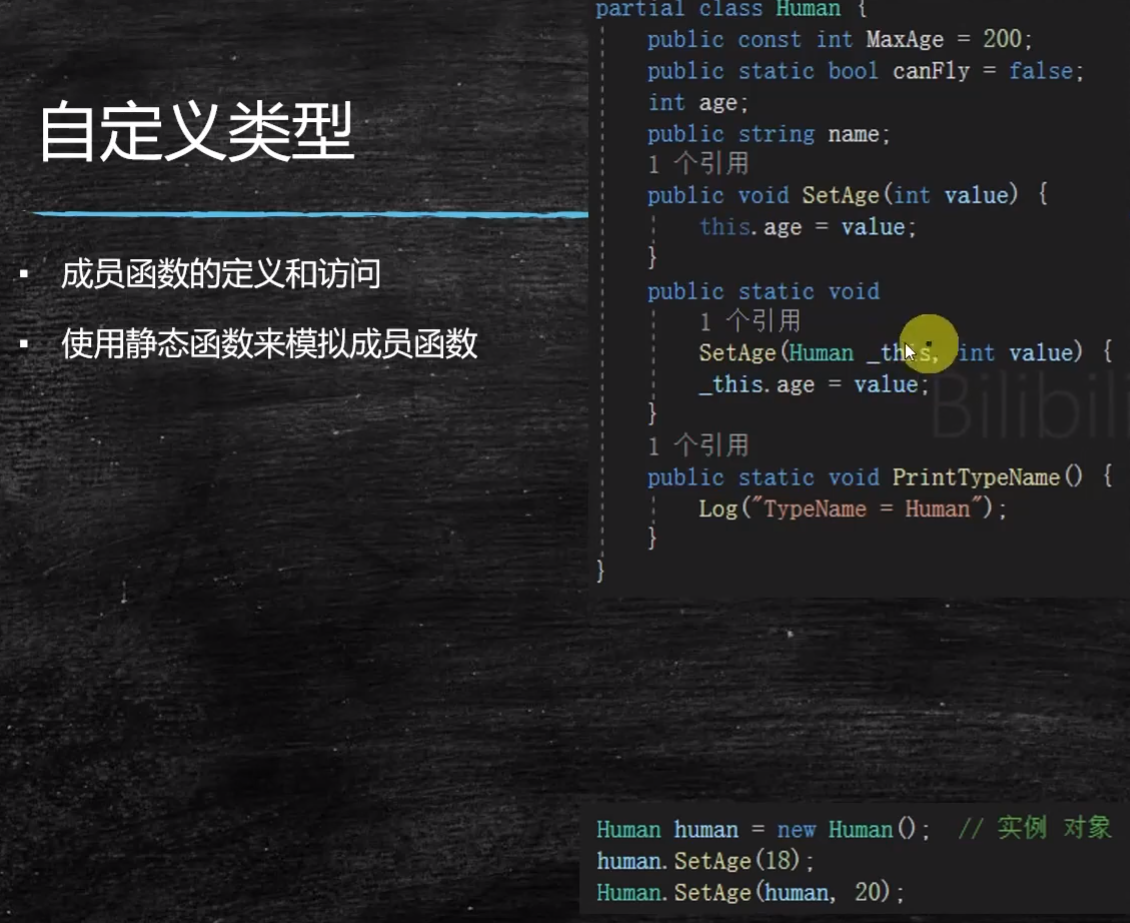 自定义类型
▪ 成员函数的定义和访问
▪ 使用静态函数来模拟成员函数
partial class Human {
public const int MaxAge = 200;
public static bool canFly = false;
int age;
public string name;
1 个引用
public void SetAge(int value) {
this.age = value;
}
public static void
1 个引用
SetAge(Human _this, int value) {
_this.age = value;
}
1 个引用
public static void PrintTypeName() {
Log("TypeName = Human");
}
}
Bilibili
Human human = new Human(); // 实例 对象
human.SetAge(18);
Human.SetAge(human, 20);